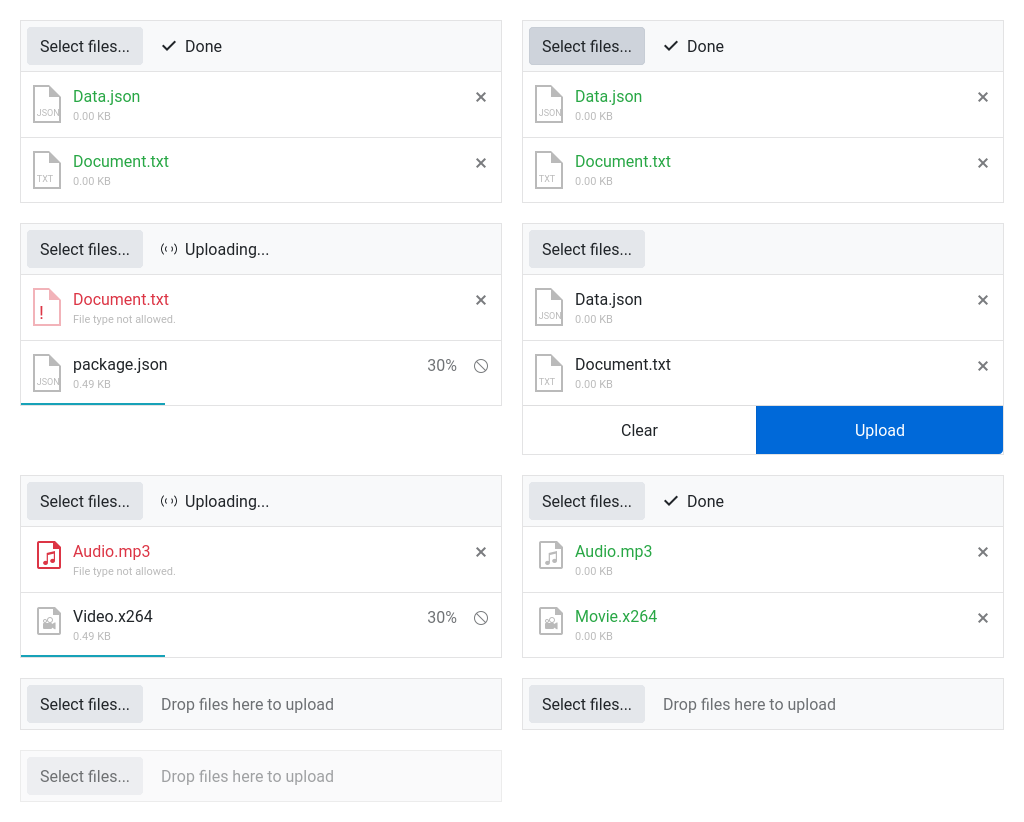 Select files... Done
JSON Data.json
0.00 KB
TXT Document.txt
0.00 KB
Select files... Done
JSON Data.json
0.00 KB
TXT Document.txt
0.00 KB
Select files... Uploading...
! Document.txt
File type not allowed.
JSON package.json 30%
0.49 KB
Select files...
JSON Data.json
0.00 KB
TXT Document.txt
0.00 KB
Clear Upload
Select files... Uploading...
Audio.mp3
File type not allowed.
Video.x264 30%
0.49 KB
Select files... Done
Audio.mp3
0.00 KB
Movie.x264
0.00 KB
Select files... Drop files here to upload
Select files... Drop files here to upload
Select files... Drop files here to upload